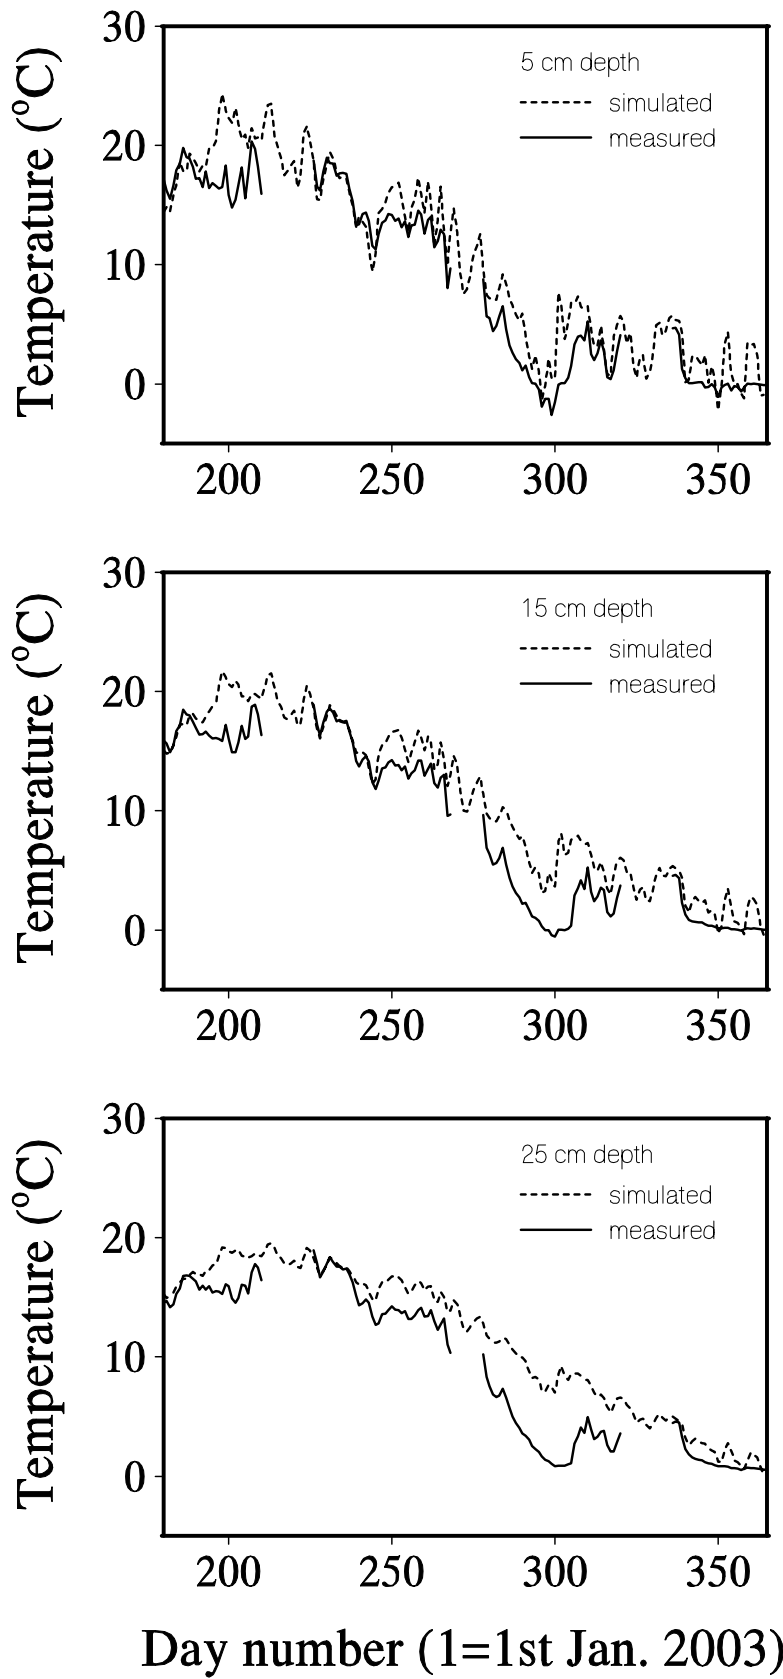 30
20
10
0
Temperature (°C)
5 cm depth
simulated
measured
200 250 300 350
30
20
10
0
Temperature (°C)
15 cm depth
simulated
measured
200 250 300 350
30
20
10
0
Temperature (°C)
25 cm depth
simulated
measured
200 250 300 350
Day number (1=1st Jan. 2003)